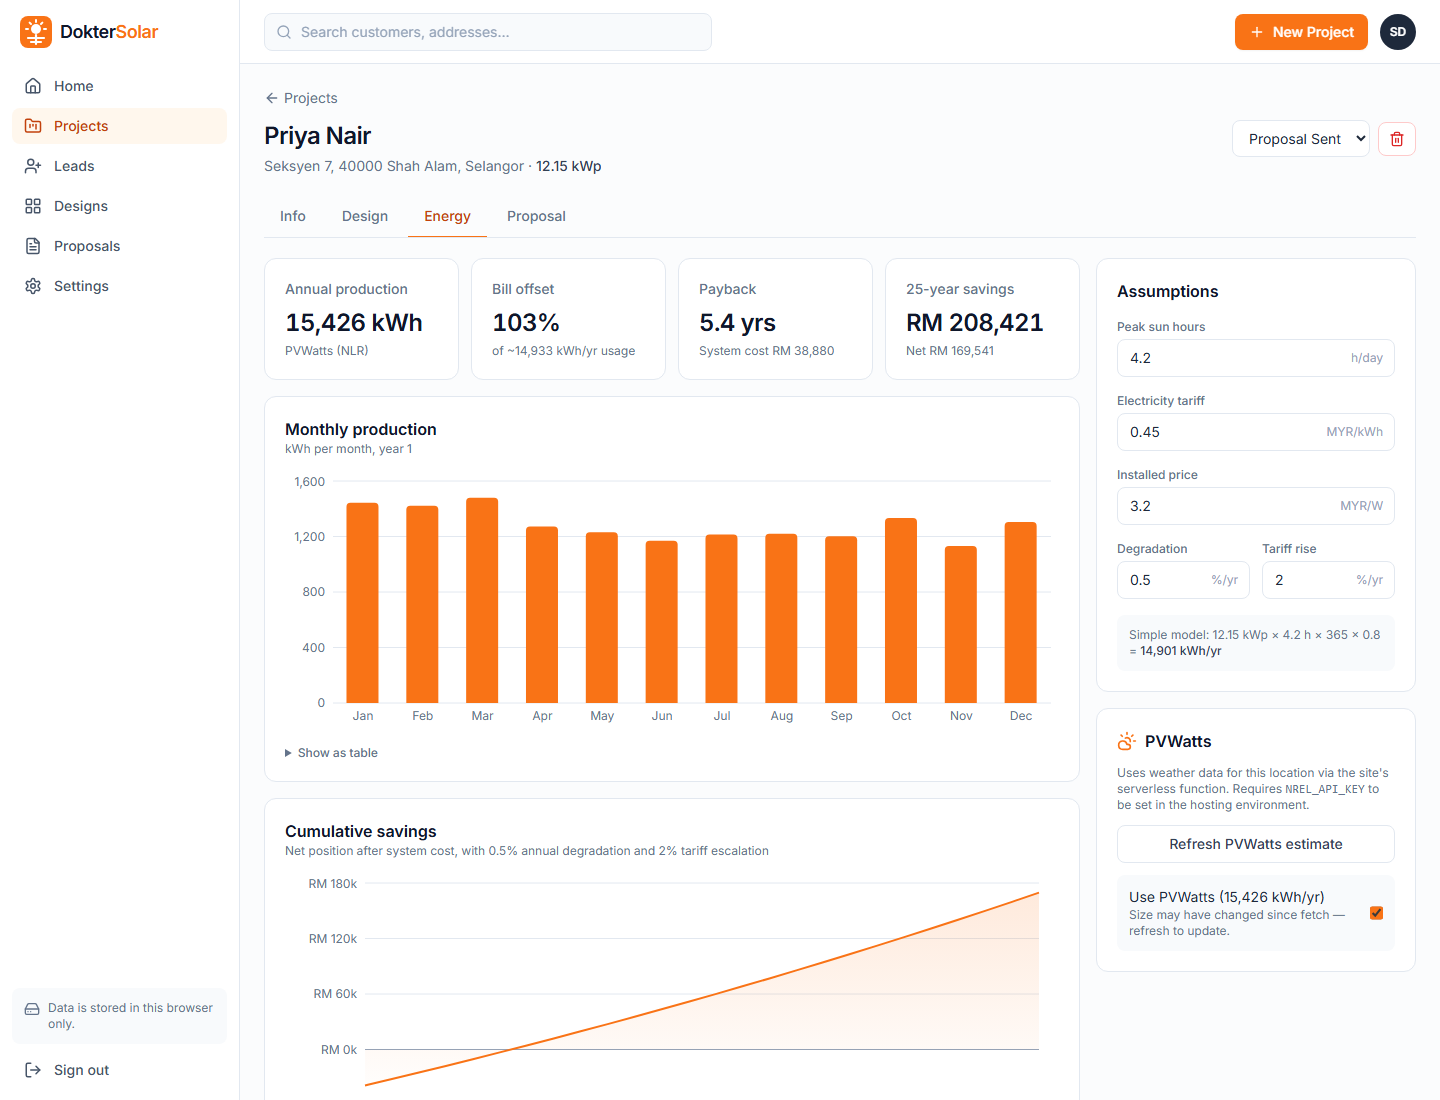 DokterSolar
Search customers, addresses...
New Project
SD
Home
Projects
Leads
Designs
Proposals
Settings
Data is stored in this browser
only.
Sign out
Projects
Priya Nair
Seksyen 7, 40000 Shah Alam, Selangor · 12.15 kWp
Proposal Sent
Info
Design
Energy
Proposal
Annual production
15,426 kWh
PVWatts (NLR)
Bill offset
103%
of ~14,933 kWh/yr usage
Payback
5.4 yrs
System cost RM 38,880
25-year savings
RM 208,421
Net RM 169,541
Monthly production
kWh per month, year 1
1,600
1,200
800
400
0
Jan
Feb
Mar
Apr
May
Jun
Jul
Aug
Sep
Oct
Nov
Dec
Show as table
Cumulative savings
Net position after system cost, with 0.5% annual degradation and 2% tariff escalation
RM 180k
RM 120k
RM 60k
RM 0k
Assumptions
Peak sun hours
4.2 h/day
Electricity tariff
0.45 MYR/kWh
Installed price
3.2 MYR/W
Degradation
0.5 %/yr
Tariff rise
2 %/yr
Simple model: 12.15 kWp × 4.2 h × 365 × 0.8
= 14,901 kWh/yr
PVWatts
Uses weather data for this location via the site's
serverless function. Requires NREL_API_KEY to
be set in the hosting environment.
Refresh PVWatts estimate
Use PVWatts (15,426 kWh/yr)
Size may have changed since fetch —
refresh to update.